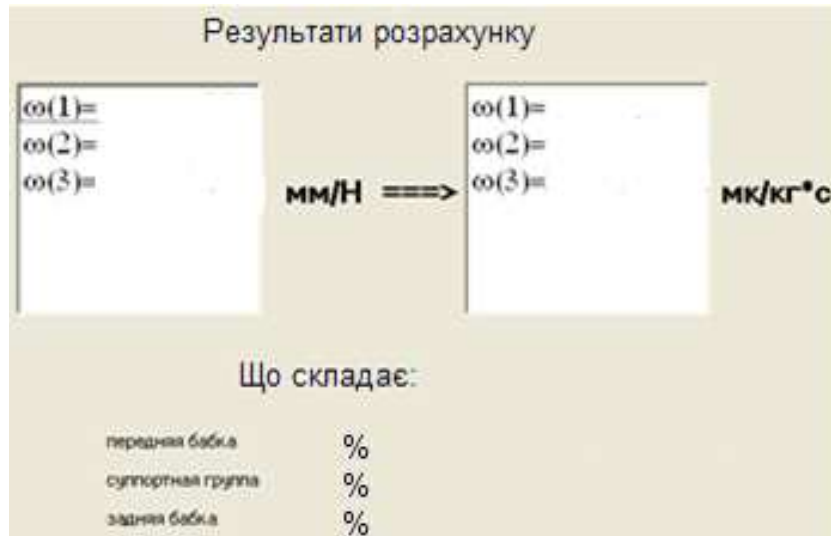 Результати розрахунку
ω(1)=
ω(2)=
ω(3)=
мм/Н ===>
ω(1)=
ω(2)=
ω(3)=
мк/кг*с
Що складає:
передняя бабка %
суппортная группа %
задняя бабка %